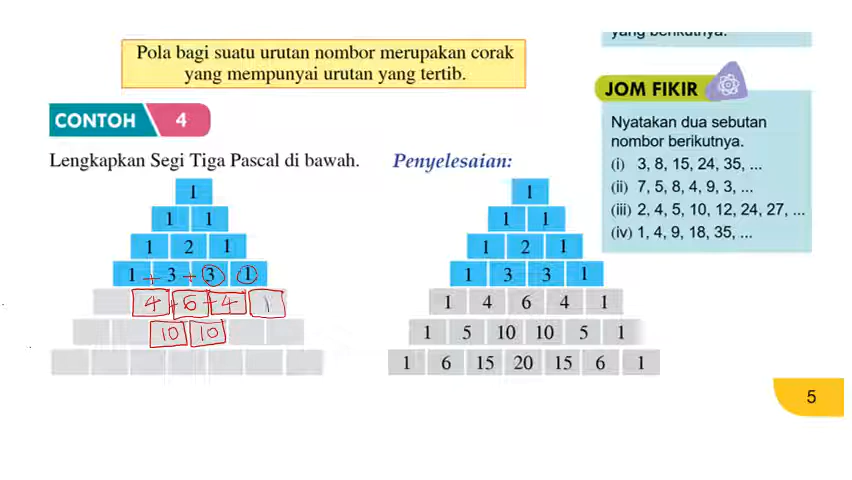 yang berikutnya.
Pola bagi suatu urutan nombor merupakan corak
yang mempunyai urutan yang tertib.
CONTOH 4
Lengkapkan Segi Tiga Pascal di bawah.
1
1 1
1 2 1
1 + 3 + 3 1
4 + 6 + 4 1
10 10
Penyelesaian:
1
1 1
1 2 1
1 3 3 1
1 4 6 4 1
1 5 10 10 5 1
1 6 15 20 15 6 1
JOM FIKIR
Nyatakan dua sebutan
nombor berikutnya.
(i) 3, 8, 15, 24, 35, ...
(ii) 7, 5, 8, 4, 9, 3, ...
(iii) 2, 4, 5, 10, 12, 24, 27, ...
(iv) 1, 4, 9, 18, 35, ...
5